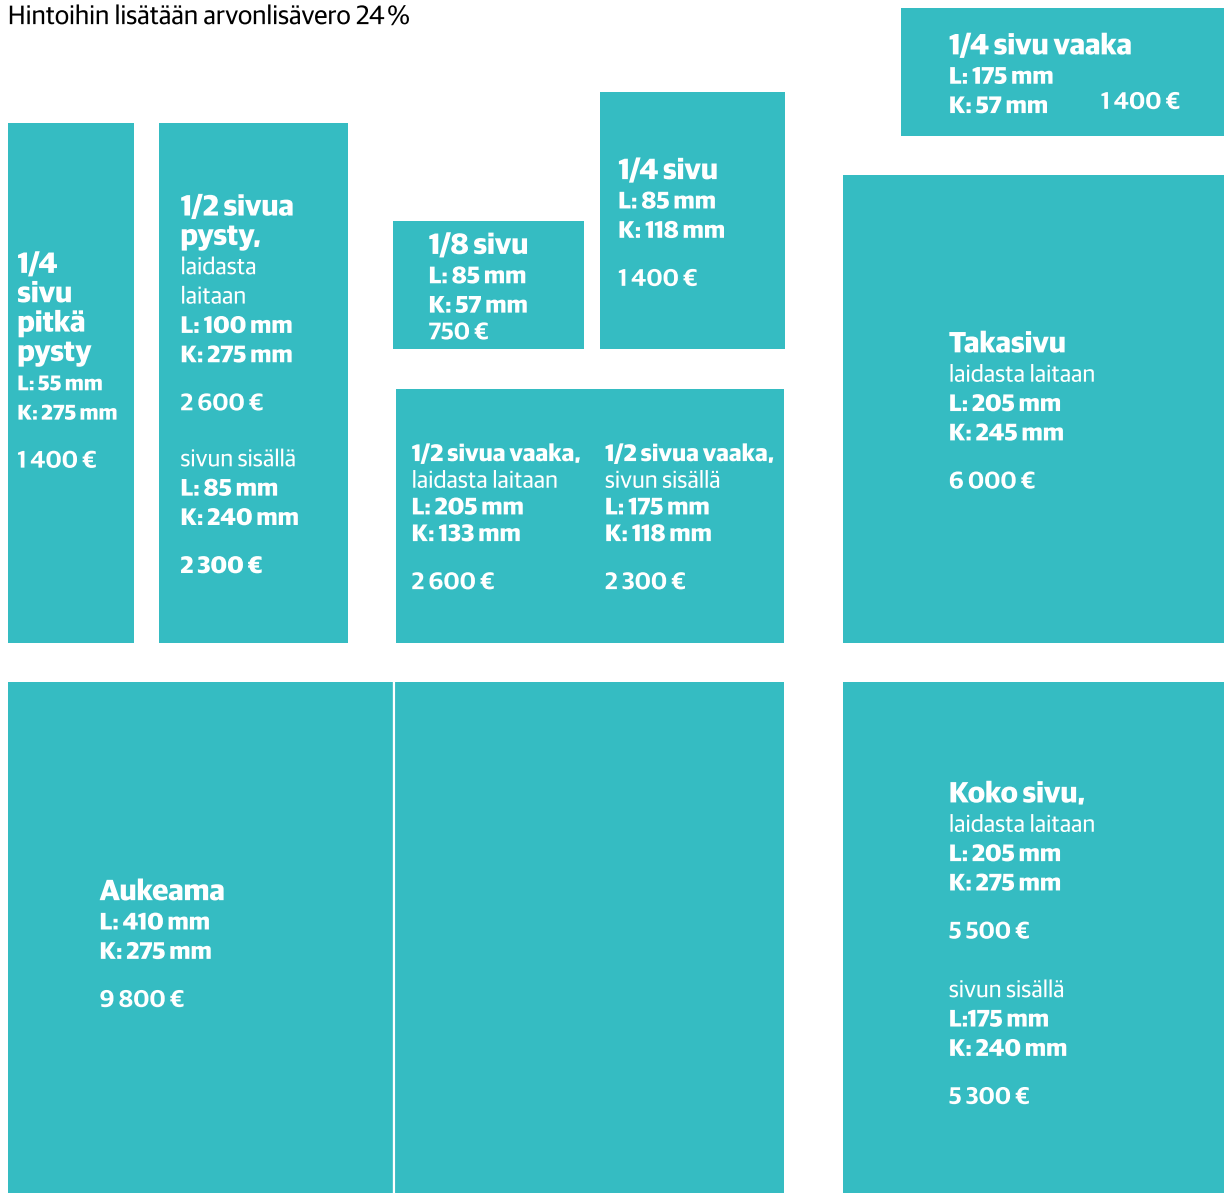 Hintoihin lisätään arvonlisävero 24 %
1/4
sivu
pitkä
pysty
L: 55 mm
K: 275 mm
1 400 €
1/2 sivua
pysty,
laidasta
laitaan
L: 100 mm
K: 275 mm
2 600 €
sivun sisällä
L: 85 mm
K: 240 mm
2 300 €
1/8 sivu
L: 85 mm
K: 57 mm
750 €
1/4 sivu
L: 85 mm
K: 118 mm
1 400 €
1/2 sivua vaaka,
laidasta laitaan
L: 205 mm
K: 133 mm
2 600 €
1/2 sivua vaaka,
sivun sisällä
L: 175 mm
K: 118 mm
2 300 €
1/4 sivu vaaka
L: 175 mm
K: 57 mm 1 400 €
Takasivu
laidasta laitaan
L: 205 mm
K: 245 mm
6 000 €
Aukeama
L: 410 mm
K: 275 mm
9 800 €
Koko sivu,
laidasta laitaan
L: 205 mm
K: 275 mm
5 500 €
sivun sisällä
L:175 mm
K: 240 mm
5 300 €